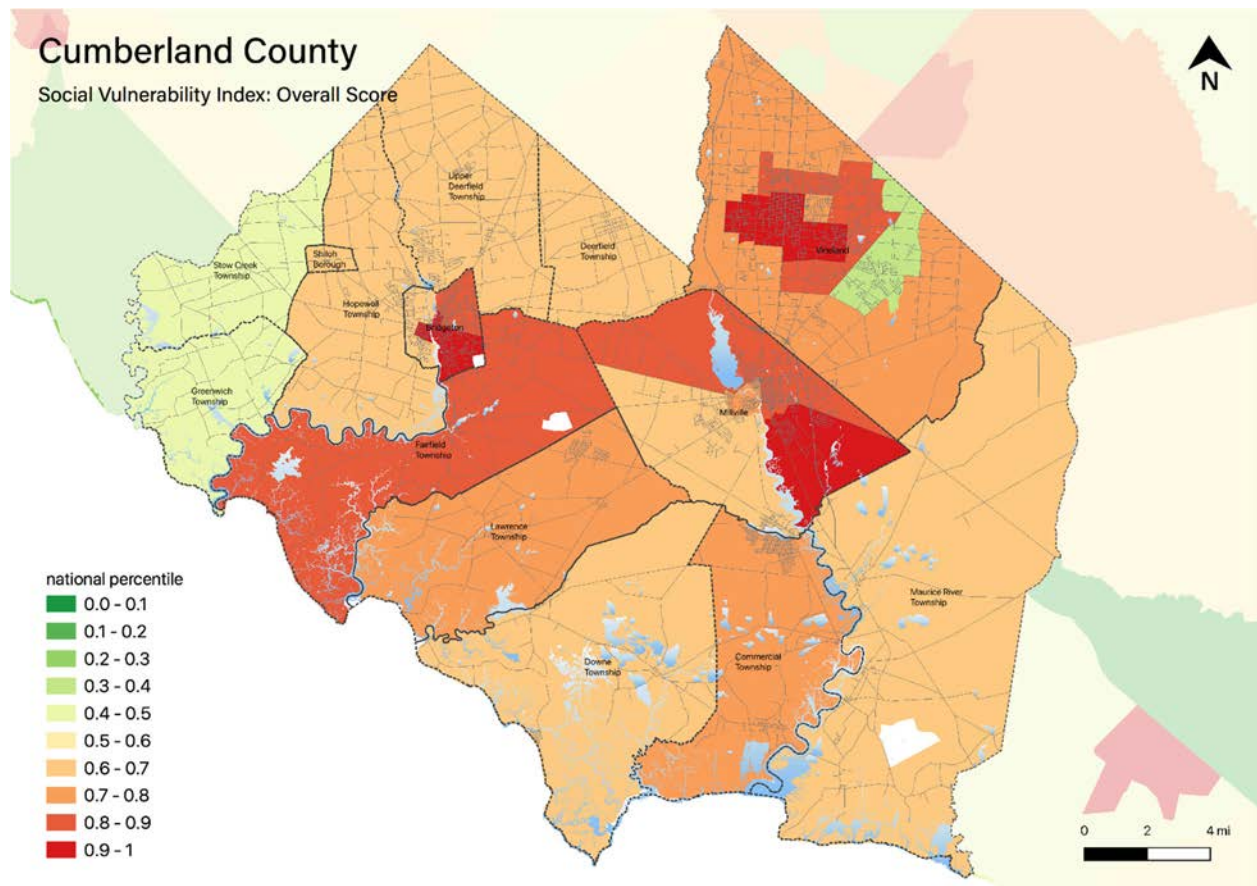 Cumberland County
Social Vulnerability Index: Overall Score
N
Upper
Deerfield
Township
Deerfield
Township
Vineland
Stow Creek
Township
Shiloh
Borough
Hopewell
Township
Bridgeton
Greenwich
Township
Millville
Fairfield
Township
Lawrence
Township
Maurice River
Township
Downe
Township
Commercial
Township
national percentile
0.0 - 0.1
0.1 - 0.2
0.2 - 0.3
0.3 - 0.4
0.4 - 0.5
0.5 - 0.6
0.6 - 0.7
0.7 - 0.8
0.8 - 0.9
0.9 - 1
0 2 4 mi